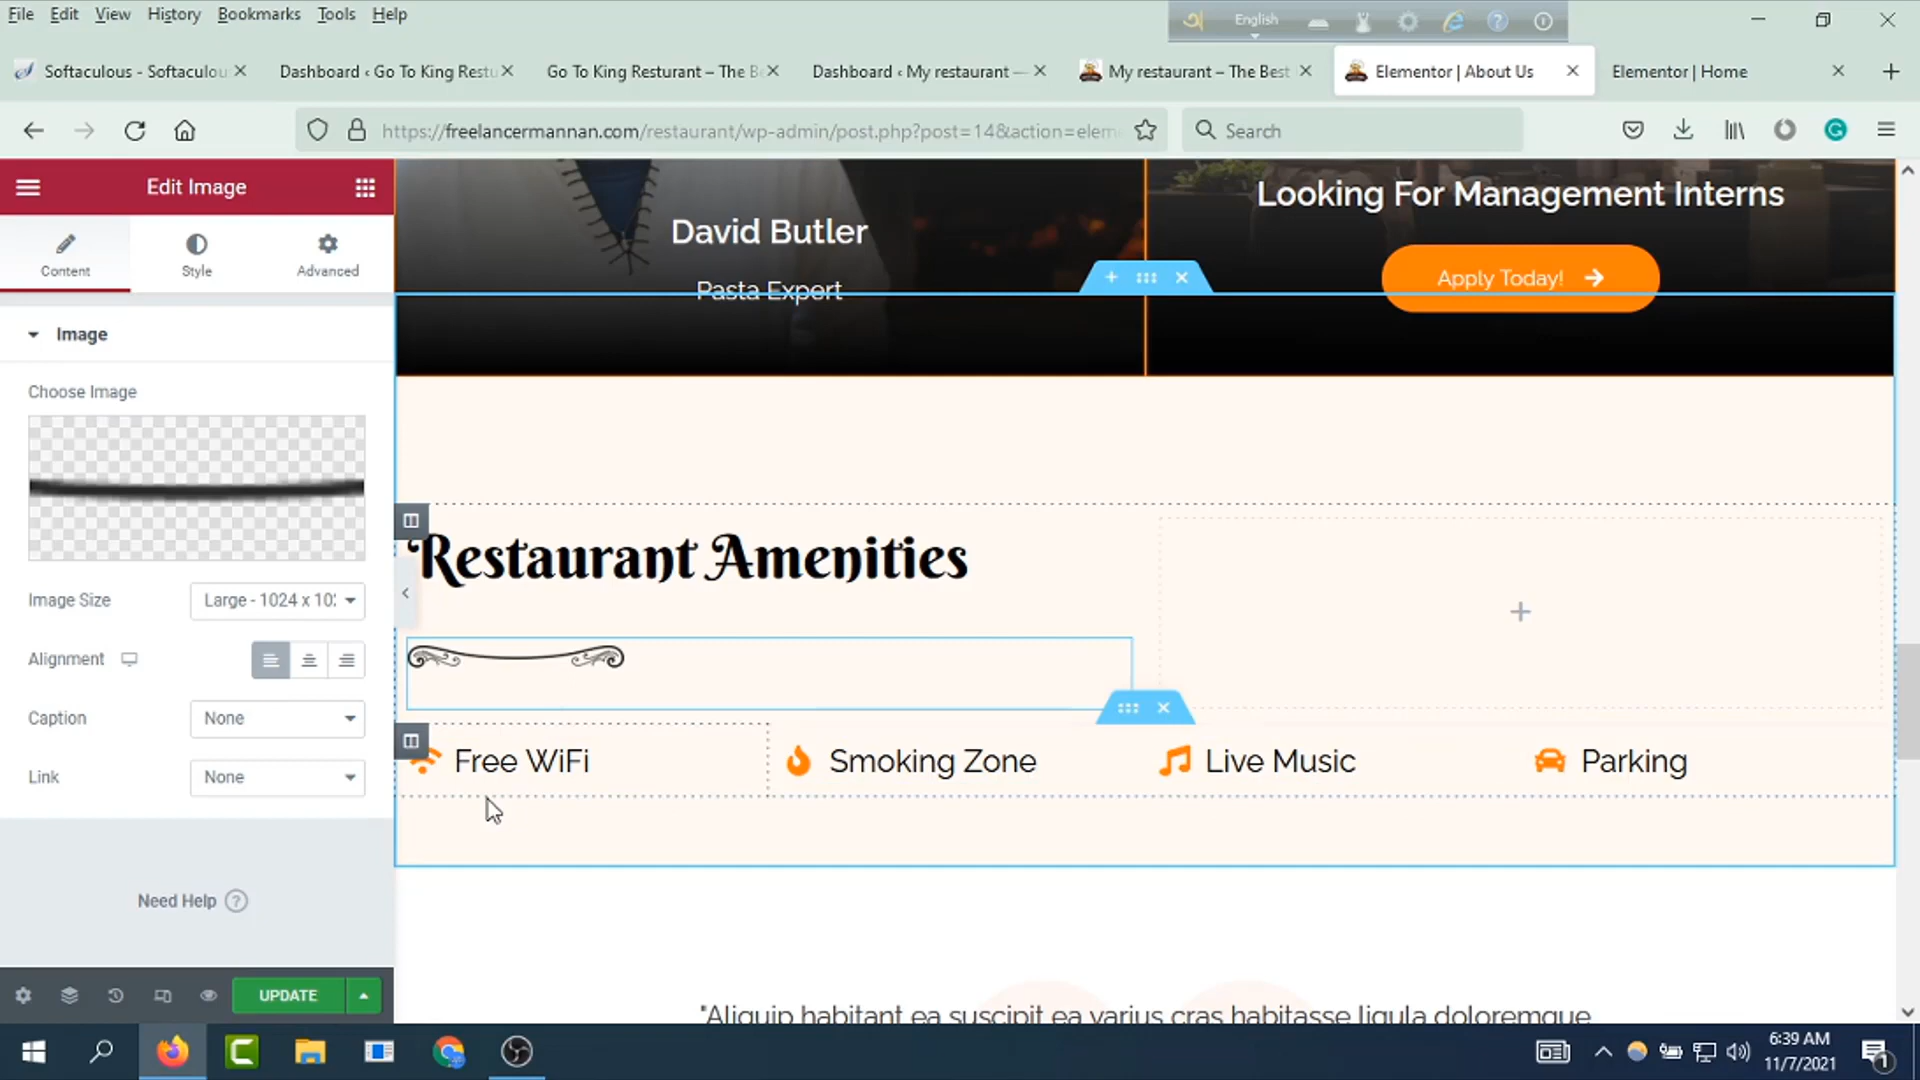 File Edit View History Bookmarks Tools Help
English
Softaculous - Softaculou
Dashboard ‹ Go To King Restu
Go To King Resturant – The B
Dashboard ‹ My restaurant —
My restaurant – The Best
Elementor | About Us
Elementor | Home
https://freelancermannan.com/restaurant/wp-admin/post.php?post=14&action=elem
Search
Edit Image
Content
Style
Advanced
Image
Choose Image
Image Size
Large - 1024 x 10
Alignment
Caption
None
Link
None
Need Help
UPDATE
David Butler
Pasta Expert
Looking For Management Interns
Apply Today!
Restaurant Amenities
Free WiFi
Smoking Zone
Live Music
Parking
"Aliquip habitant ea suscipit ea varius cras habitasse ligula doloremque
6:39 AM
11/7/2021
1